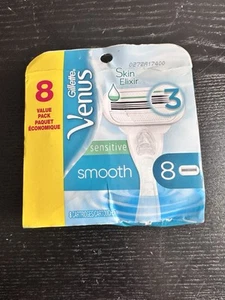 8
VALUE
PACK
PAQUET
ÉCONOMIQUE
Gillette
Venus
Skin
Elixir
3
sensitive
smooth
8